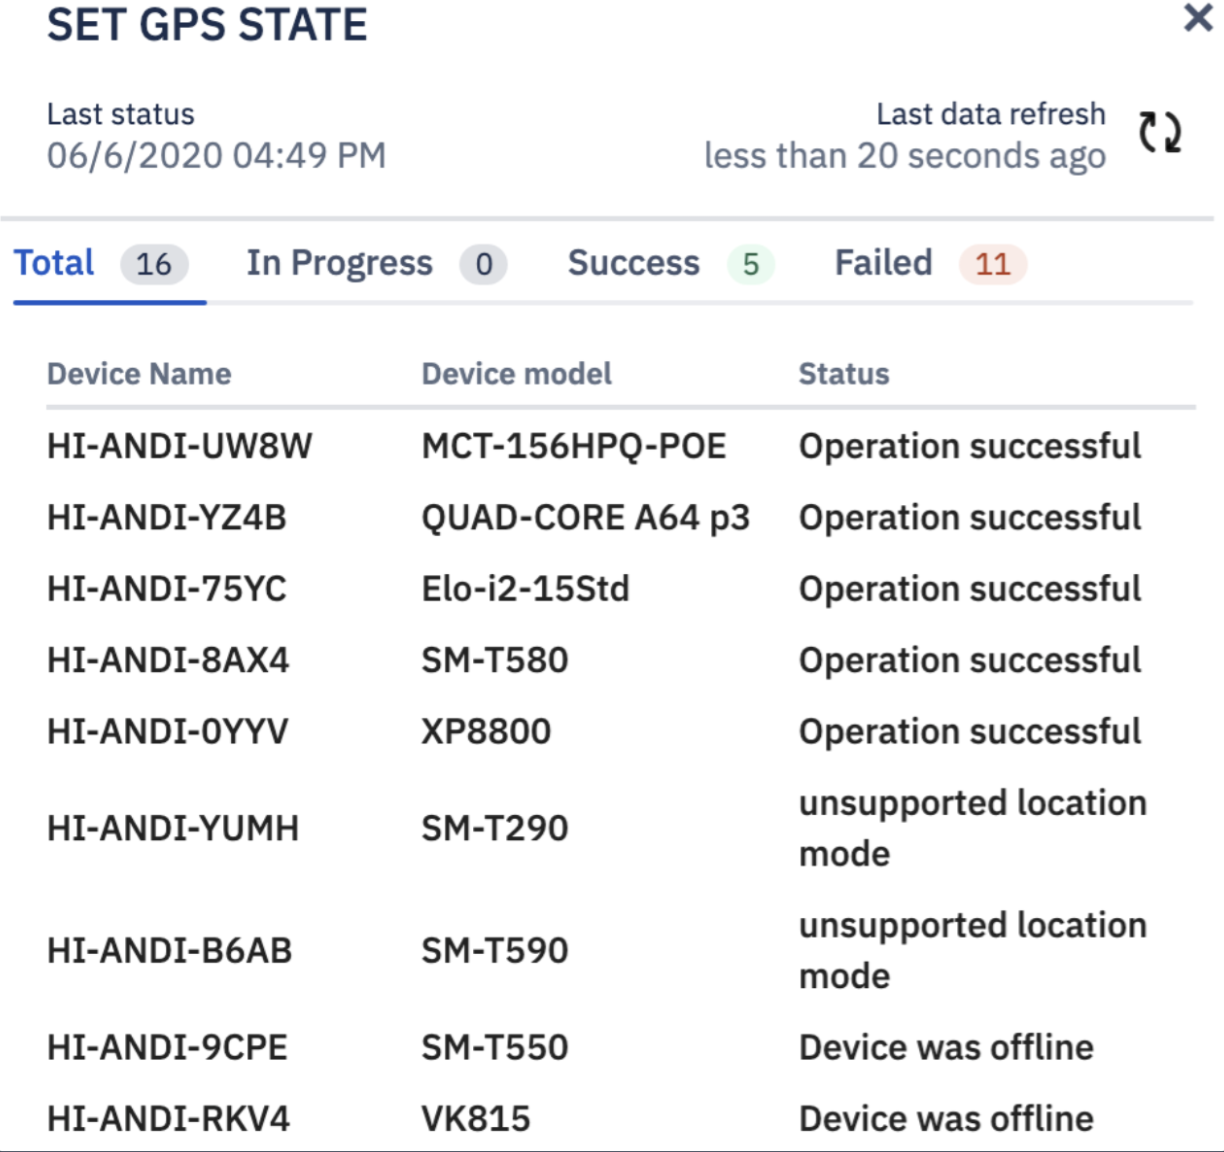 SET GPS STATE
Last status
06/6/2020 04:49 PM
Last data refresh
less than 20 seconds ago
Total 16 In Progress 0 Success 5 Failed 11
Device Name Device model Status
HI-ANDI-UW8W MCT-156HPQ-POE Operation successful
HI-ANDI-YZ4B QUAD-CORE A64 p3 Operation successful
HI-ANDI-75YC Elo-i2-15Std Operation successful
HI-ANDI-8AX4 SM-T580 Operation successful
HI-ANDI-0YYV XP8800 Operation successful
HI-ANDI-YUMH SM-T290 unsupported location
mode
HI-ANDI-B6AB SM-T590 unsupported location
mode
HI-ANDI-9CPE SM-T550 Device was offline
HI-ANDI-RKV4 VK815 Device was offline